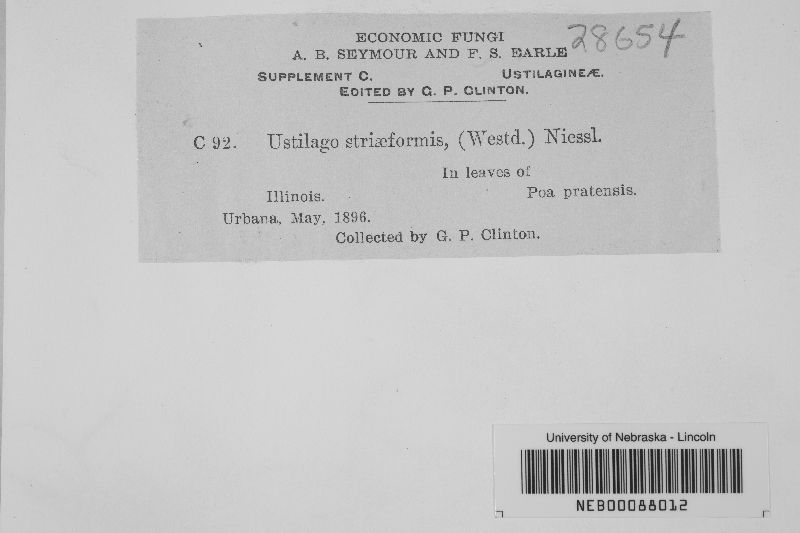 ECONOMIC FUNGI
28654
A. B. SEYMOUR AND F. S. EARLE
SUPPLEMENT C. USTILAGINEÆ.
EDITED BY G. P. CLINTON.
C 92. Ustilago striæformis, (Westd.) Niessl.
In leaves of
Illinois. Poa pratensis.
Urbana, May, 1896.
Collected by G. P. Clinton.
University of Nebraska - Lincoln
NEB00088012